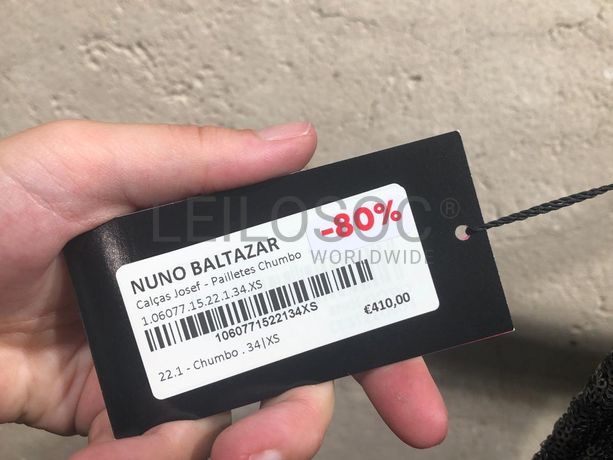 NUNO BALTAZAR
-80%
Calças Josef - Pailletes Chumbo
1.06077.15.22.1.34.XS
1060771522134XS
€410,00
22.1 - Chumbo . 34|XS
LEILOSOC®
WORLDWIDE